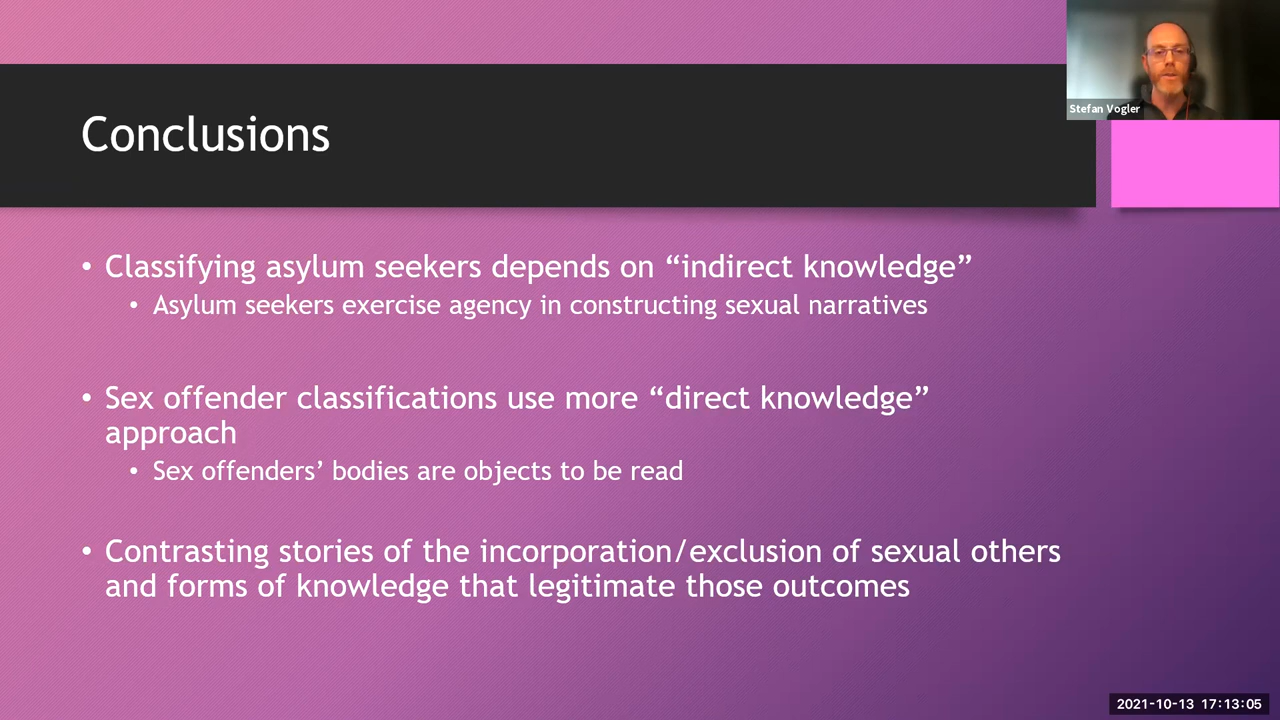 Stefan Vogler
Conclusions
• Classifying asylum seekers depends on “indirect knowledge”
• Asylum seekers exercise agency in constructing sexual narratives
• Sex offender classifications use more “direct knowledge”
approach
• Sex offenders’ bodies are objects to be read
• Contrasting stories of the incorporation/exclusion of sexual others
and forms of knowledge that legitimate those outcomes
2021-10-13 17:13:05